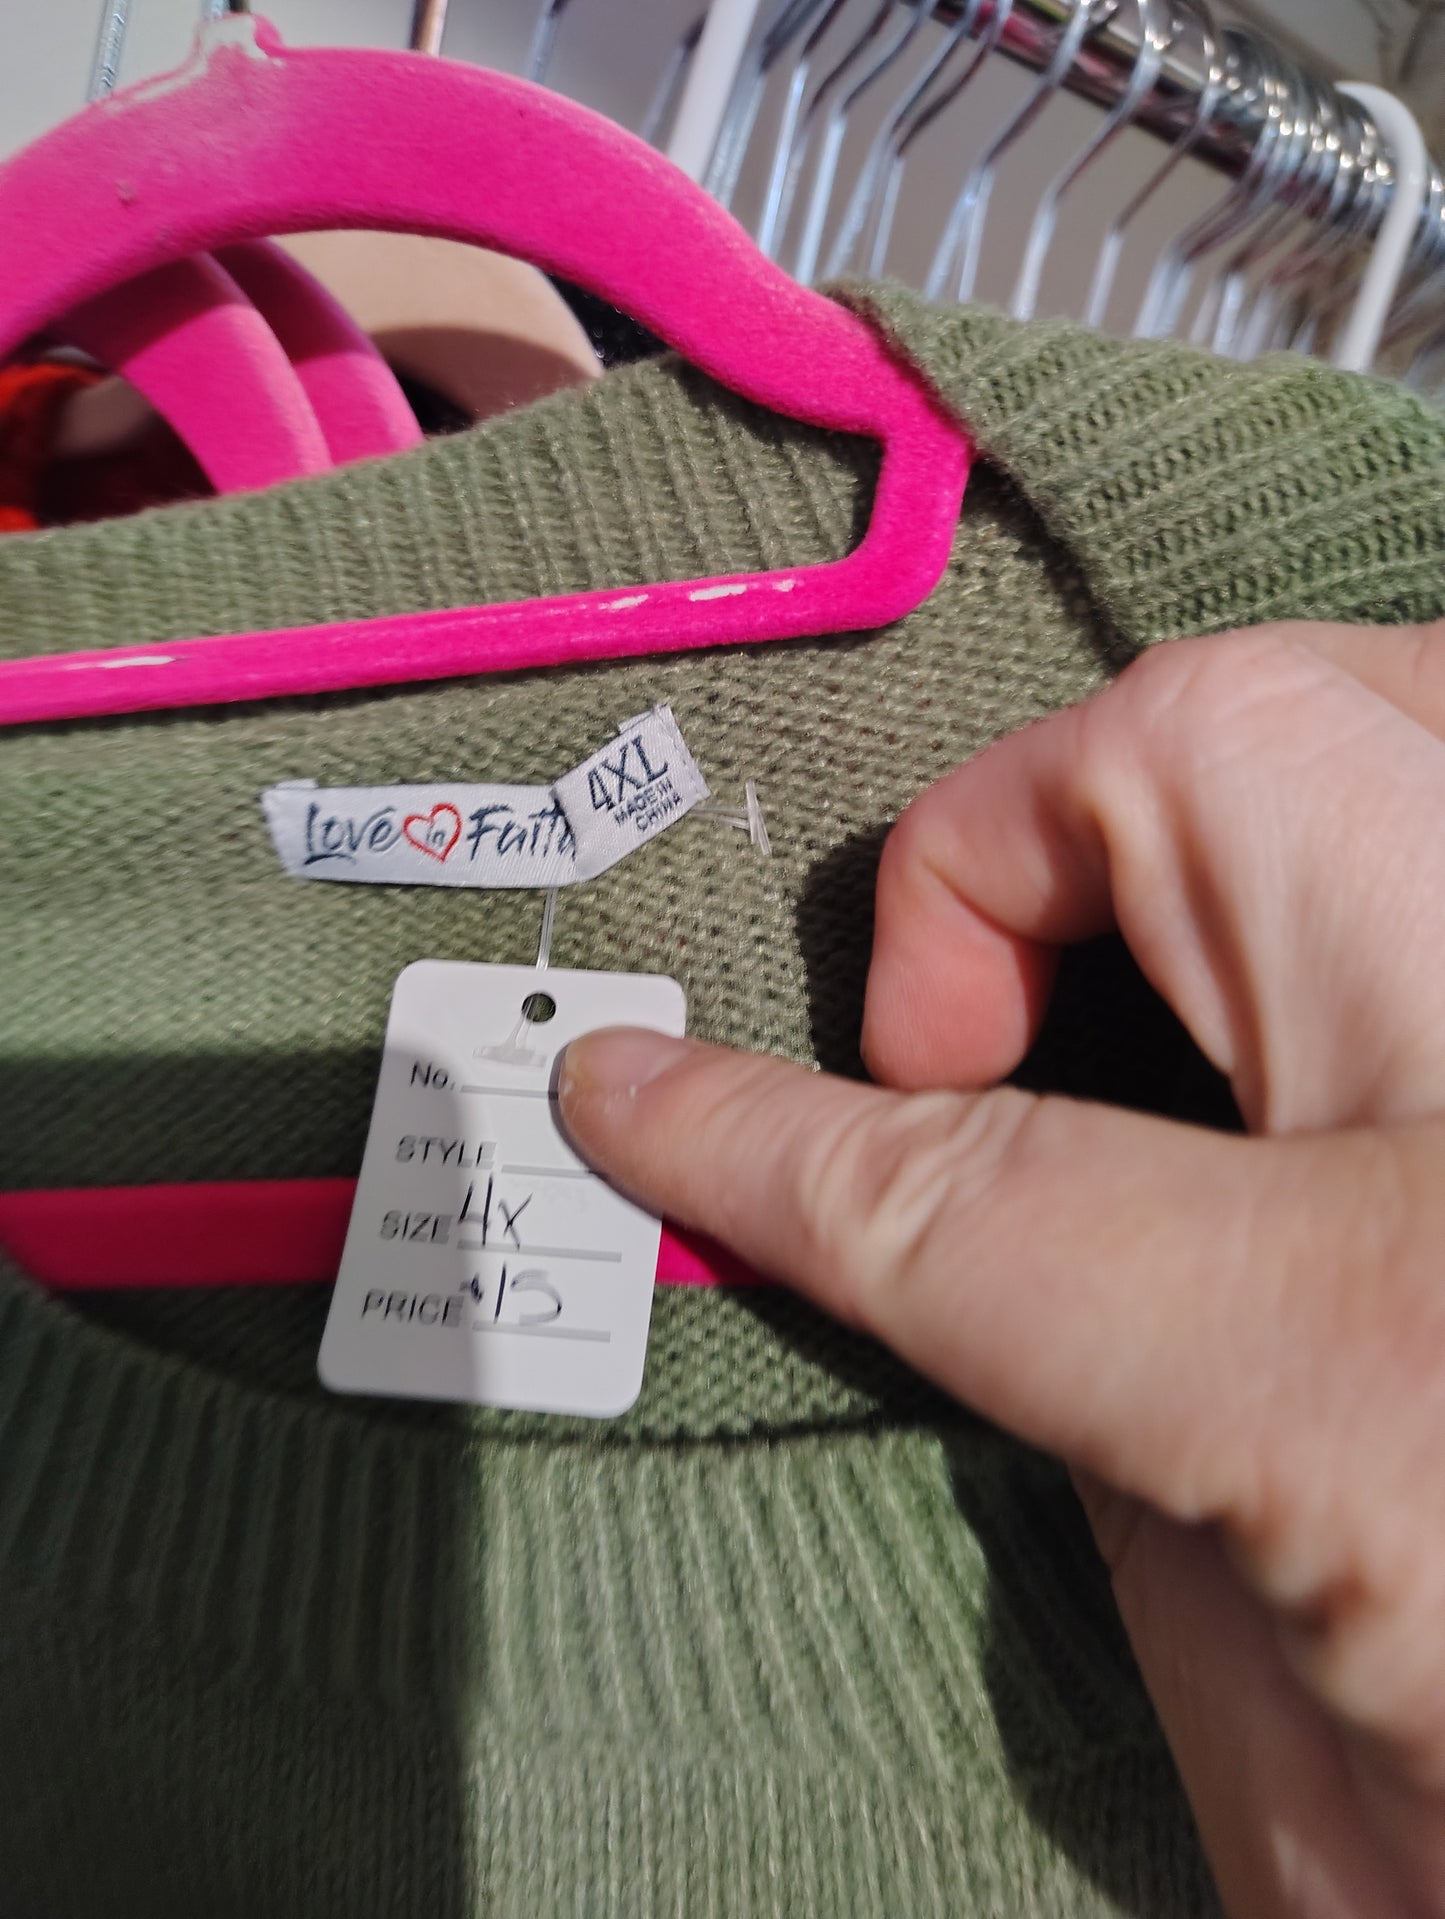 Love in Faith
4XL
MADE IN
CHINA
No.
STYLE
SIZE 4X
PRICE $15